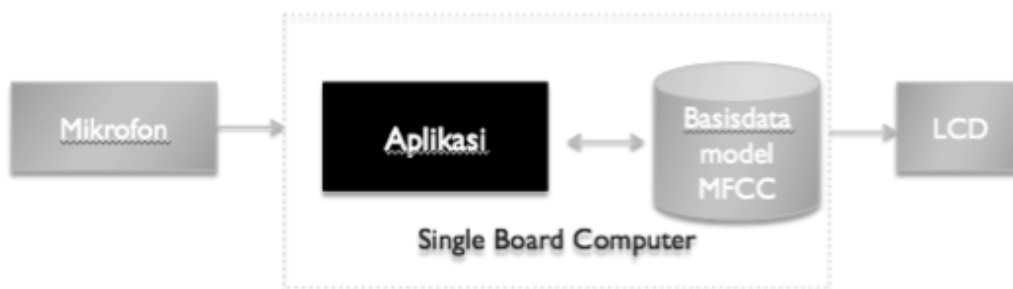 Mikrofon
Aplikasi
Basisdata
model
MFCC
LCD
Single Board Computer